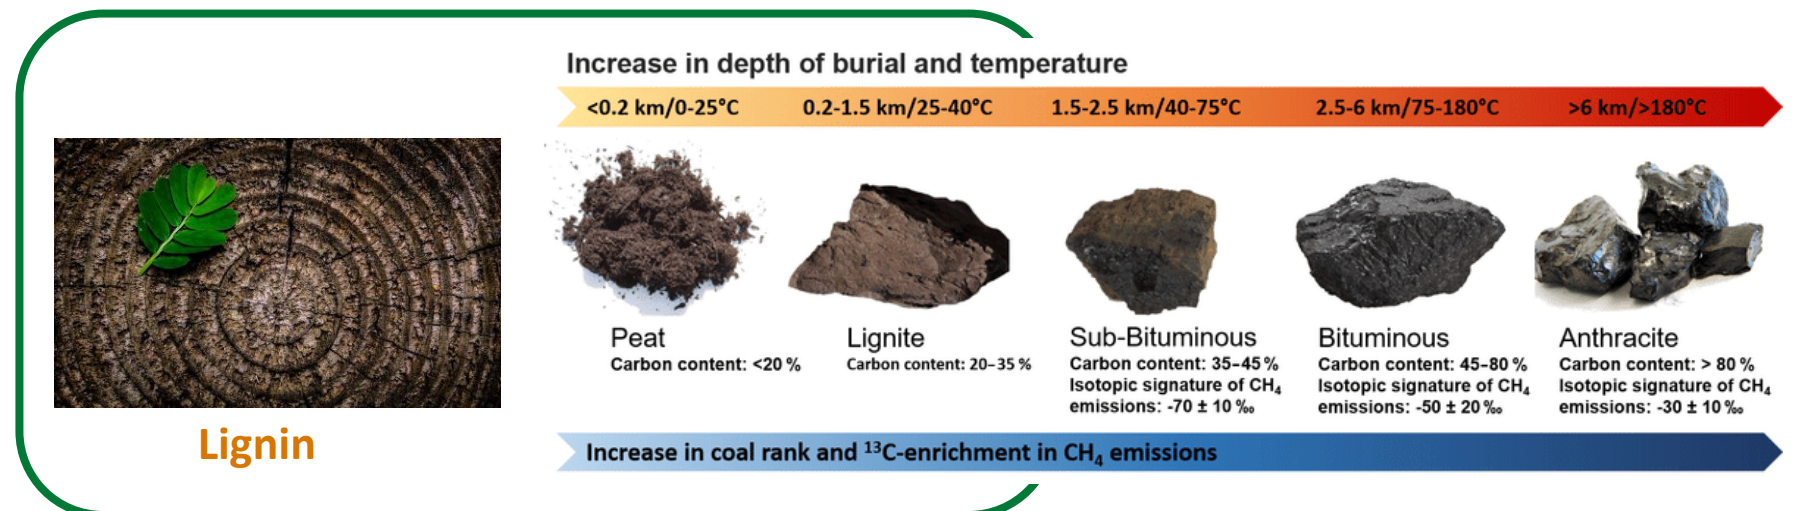 Increase in depth of burial and temperature
<0.2 km/0-25°C
0.2-1.5 km/25-40°C
1.5-2.5 km/40-75°C
2.5-6 km/75-180°C
>6 km/>180°C
Lignin
Peat
Carbon content: <20 %
Lignite
Carbon content: 20–35 %
Sub-Bituminous
Carbon content: 35–45 %
Isotopic signature of CH₄
emissions: -70 ± 10 ‰
Bituminous
Carbon content: 45–80 %
Isotopic signature of CH₄
emissions: -50 ± 20 ‰
Anthracite
Carbon content: > 80 %
Isotopic signature of CH₄
emissions: -30 ± 10 ‰
Increase in coal rank and ¹³C-enrichment in CH₄ emissions